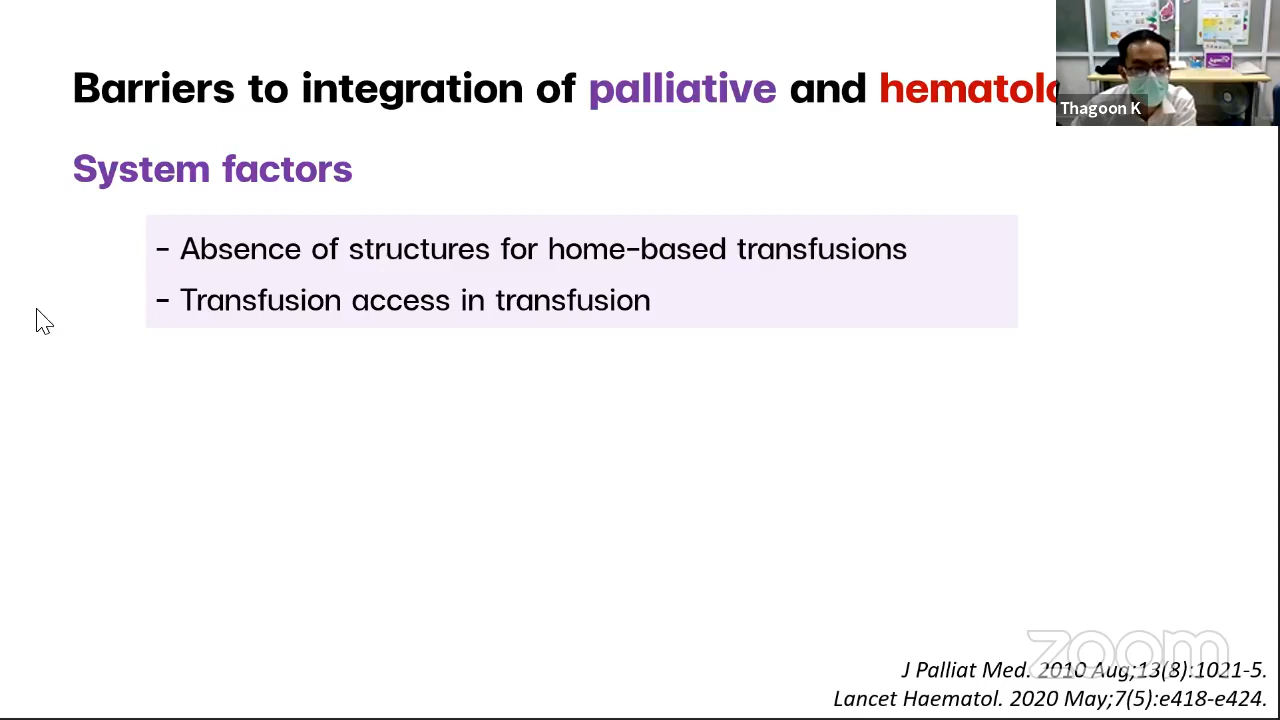 Barriers to integration of palliative and
Thagoon K
System factors
- Absence of structures for home-based transfusions
- Transfusion access in transfusion
zoom
J Palliat Med. 2010 Aug;13(8):1021-5.
Lancet Haematol. 2020 May;7(5):e418-e424.